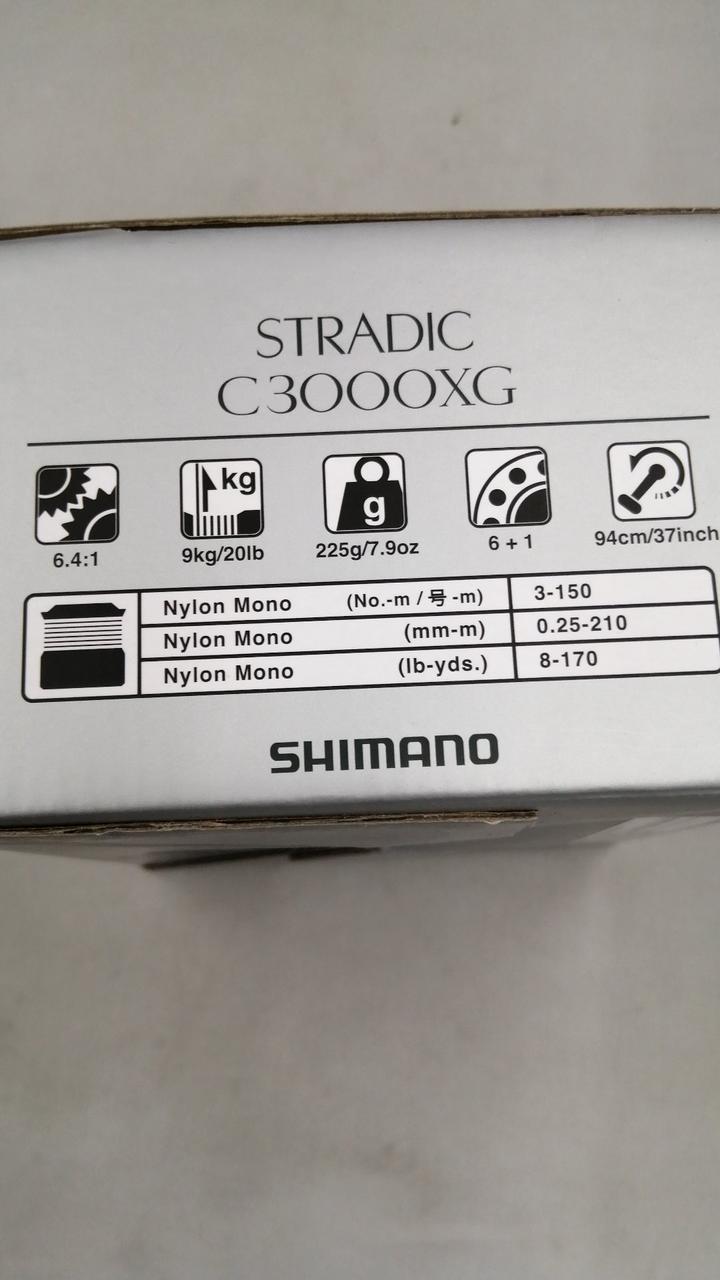 STRADIC
C3000XG
kg
g
6.4:1
9kg/20lb
225g/7.9oz
6 + 1
94cm/37inch
Nylon Mono (No.-m / 号 -m) 3-150
Nylon Mono (mm-m) 0.25-210
Nylon Mono (lb-yds.) 8-170
SHIMANO